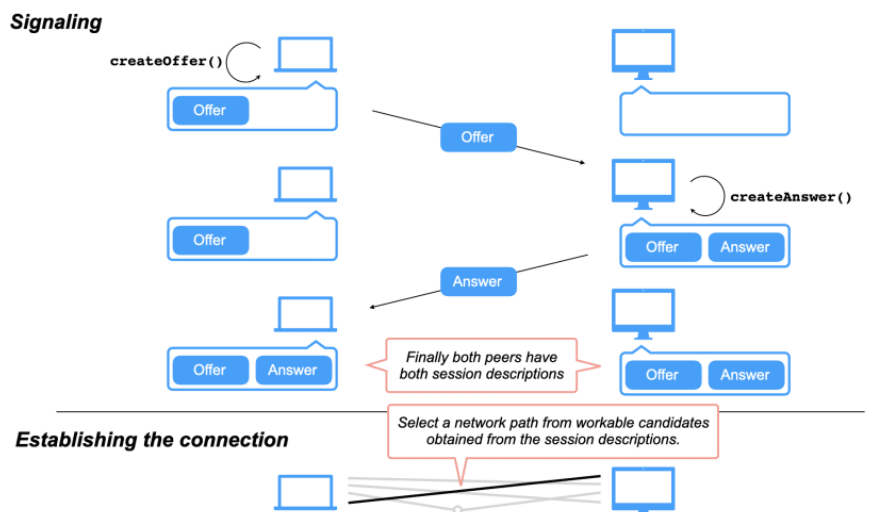 Signaling
createOffer()
Offer
Offer
createAnswer()
Offer
Offer Answer
Answer
Finally both peers have
both session descriptions
Offer Answer
Offer Answer
Select a network path from workable candidates
obtained from the session descriptions.
Establishing the connection